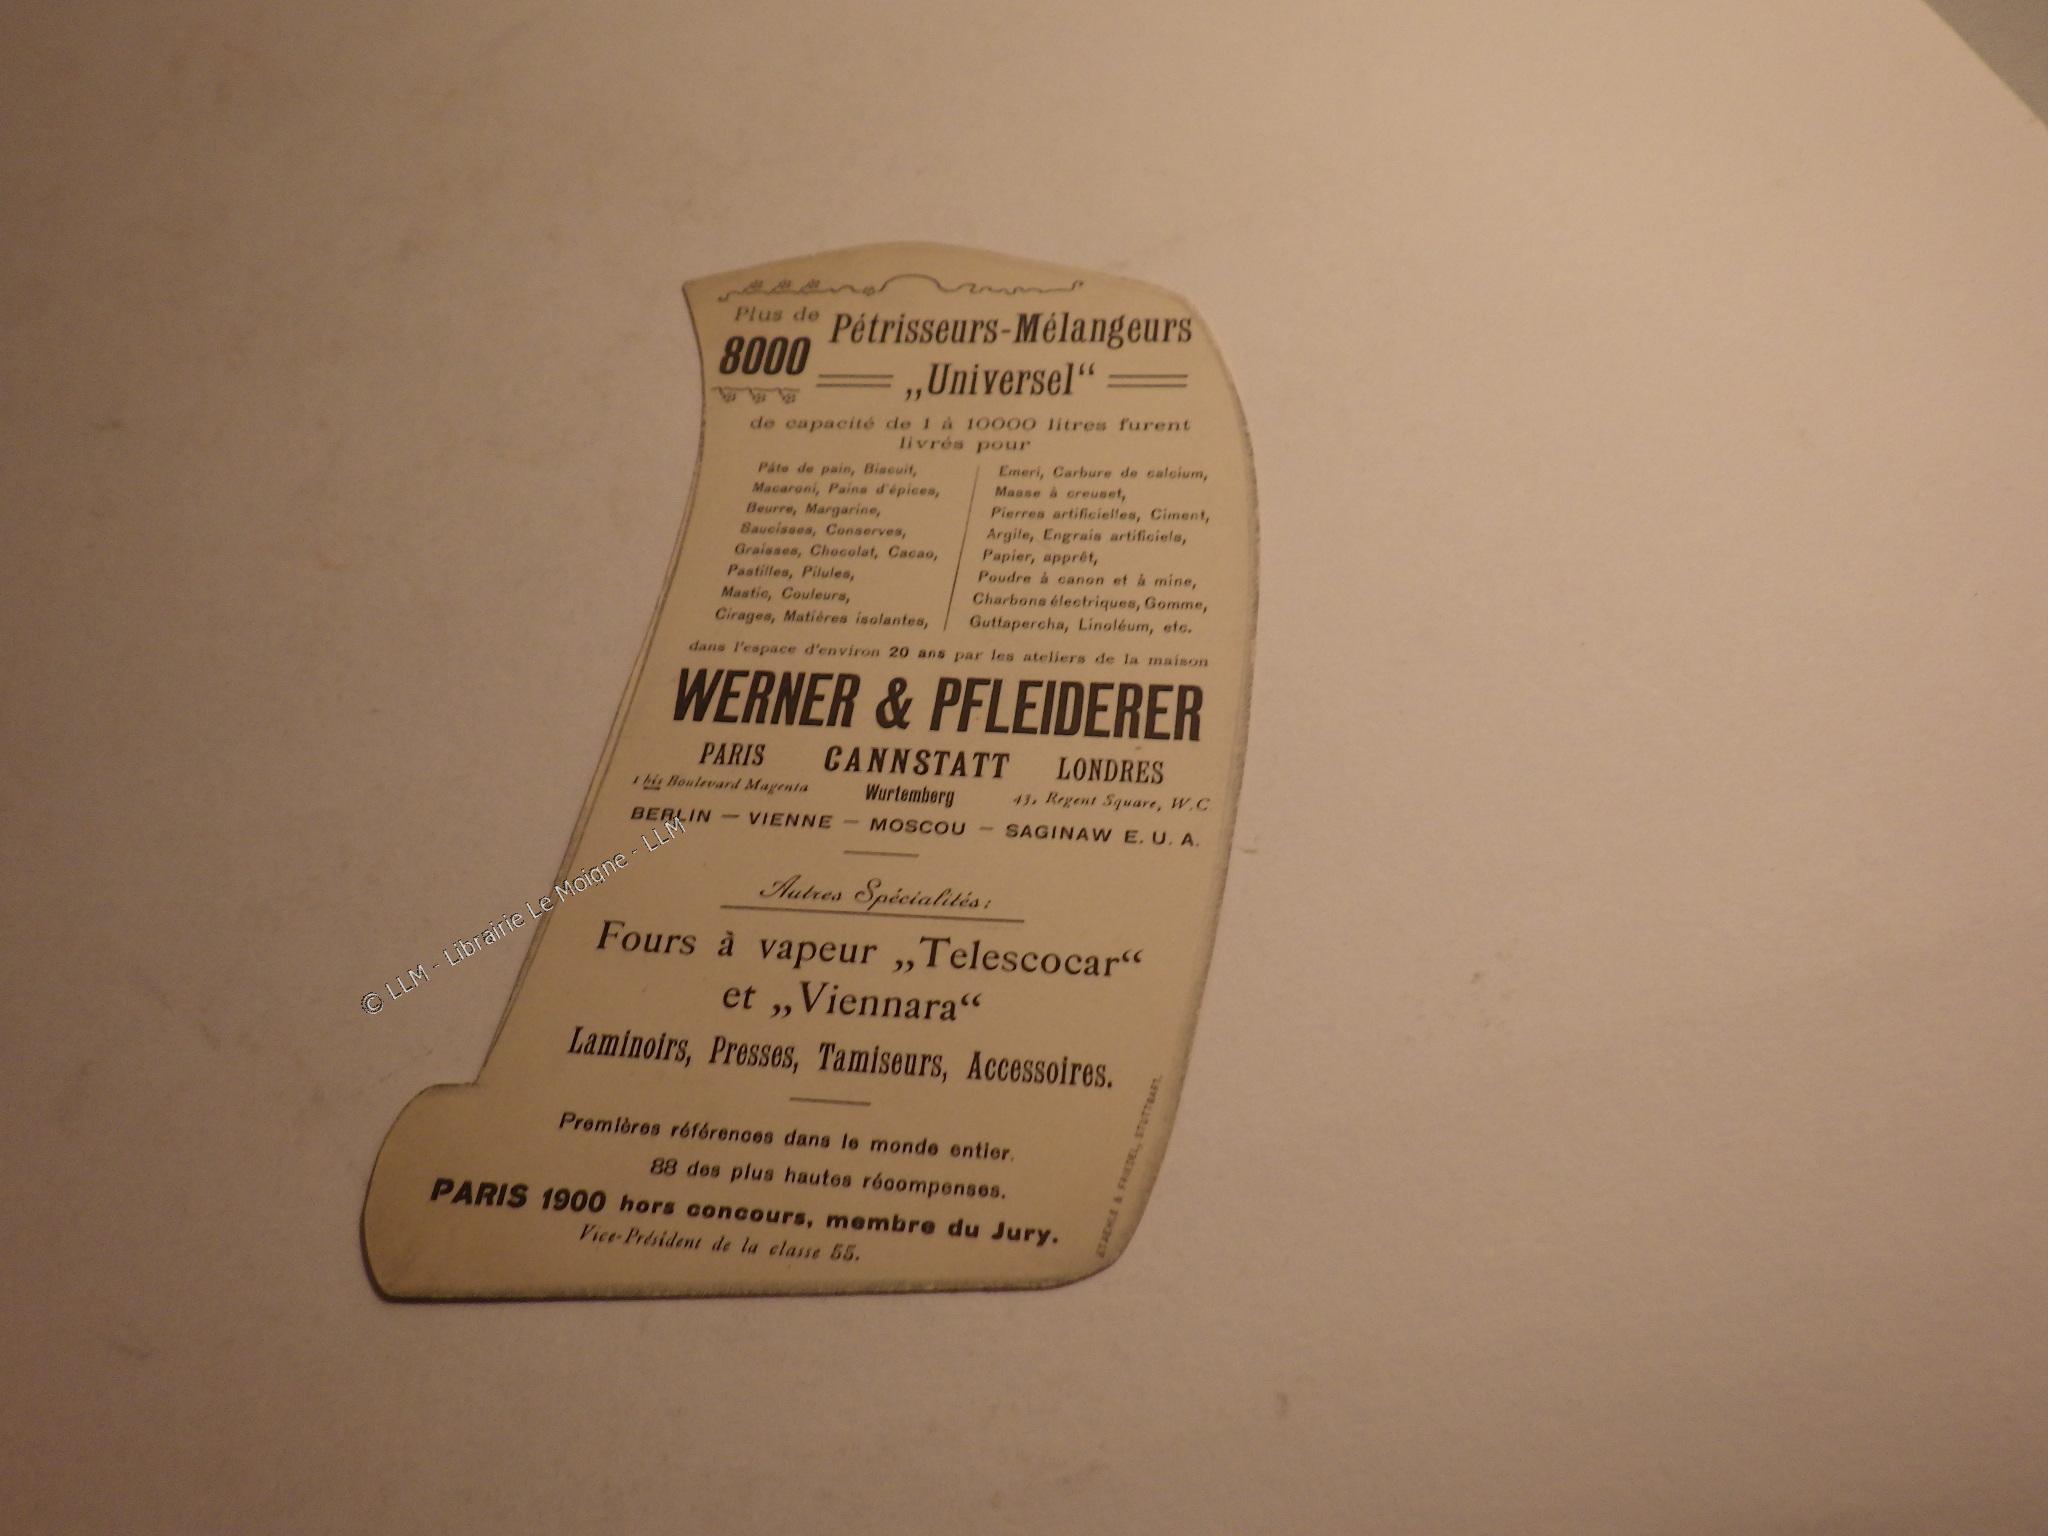 Plus de
8000
Pétrisseurs-Mélangeurs
„Universel“
de capacité de 1 à 10000 litres furent
livrés pour
Pâte de pain, Biscuit,
Macaroni, Pains d'épices,
Beurre, Margarine,
Saucisses, Conserves,
Graisses, Chocolat, Cacao,
Pastilles, Pilules,
Mastic, Couleurs,
Cirages, Matières isolantes,
Emeri, Carbure de calcium,
Masse à creuset,
Pierres artificielles, Ciment,
Argile, Engrais artificiels,
Papier, apprêt,
Poudre à canon et à mine,
Charbons électriques, Gomme,
Guttapercha, Linoléum, etc.
dans l'espace d'environ 20 ans par les ateliers de la maison
WERNER & PFLEIDERER
PARIS CANNSTATT LONDRES
1 bis Boulevard Magenta Wurtemberg 43, Regent Square, W.C
BERLIN — VIENNE — MOSCOU — SAGINAW E. U. A.
Autres Spécialités:
Fours à vapeur „Telescocar“
et „Viennara“
Laminoirs, Presses, Tamiseurs, Accessoires.
Premières références dans le monde entier.
88 des plus hautes récompenses.
PARIS 1900 hors concours, membre du Jury.
Vice-Président de la classe 55.
STAEHLE & FRIEDEL, STUTTGART.
© LLM - Librairie Le Moigne - LLM